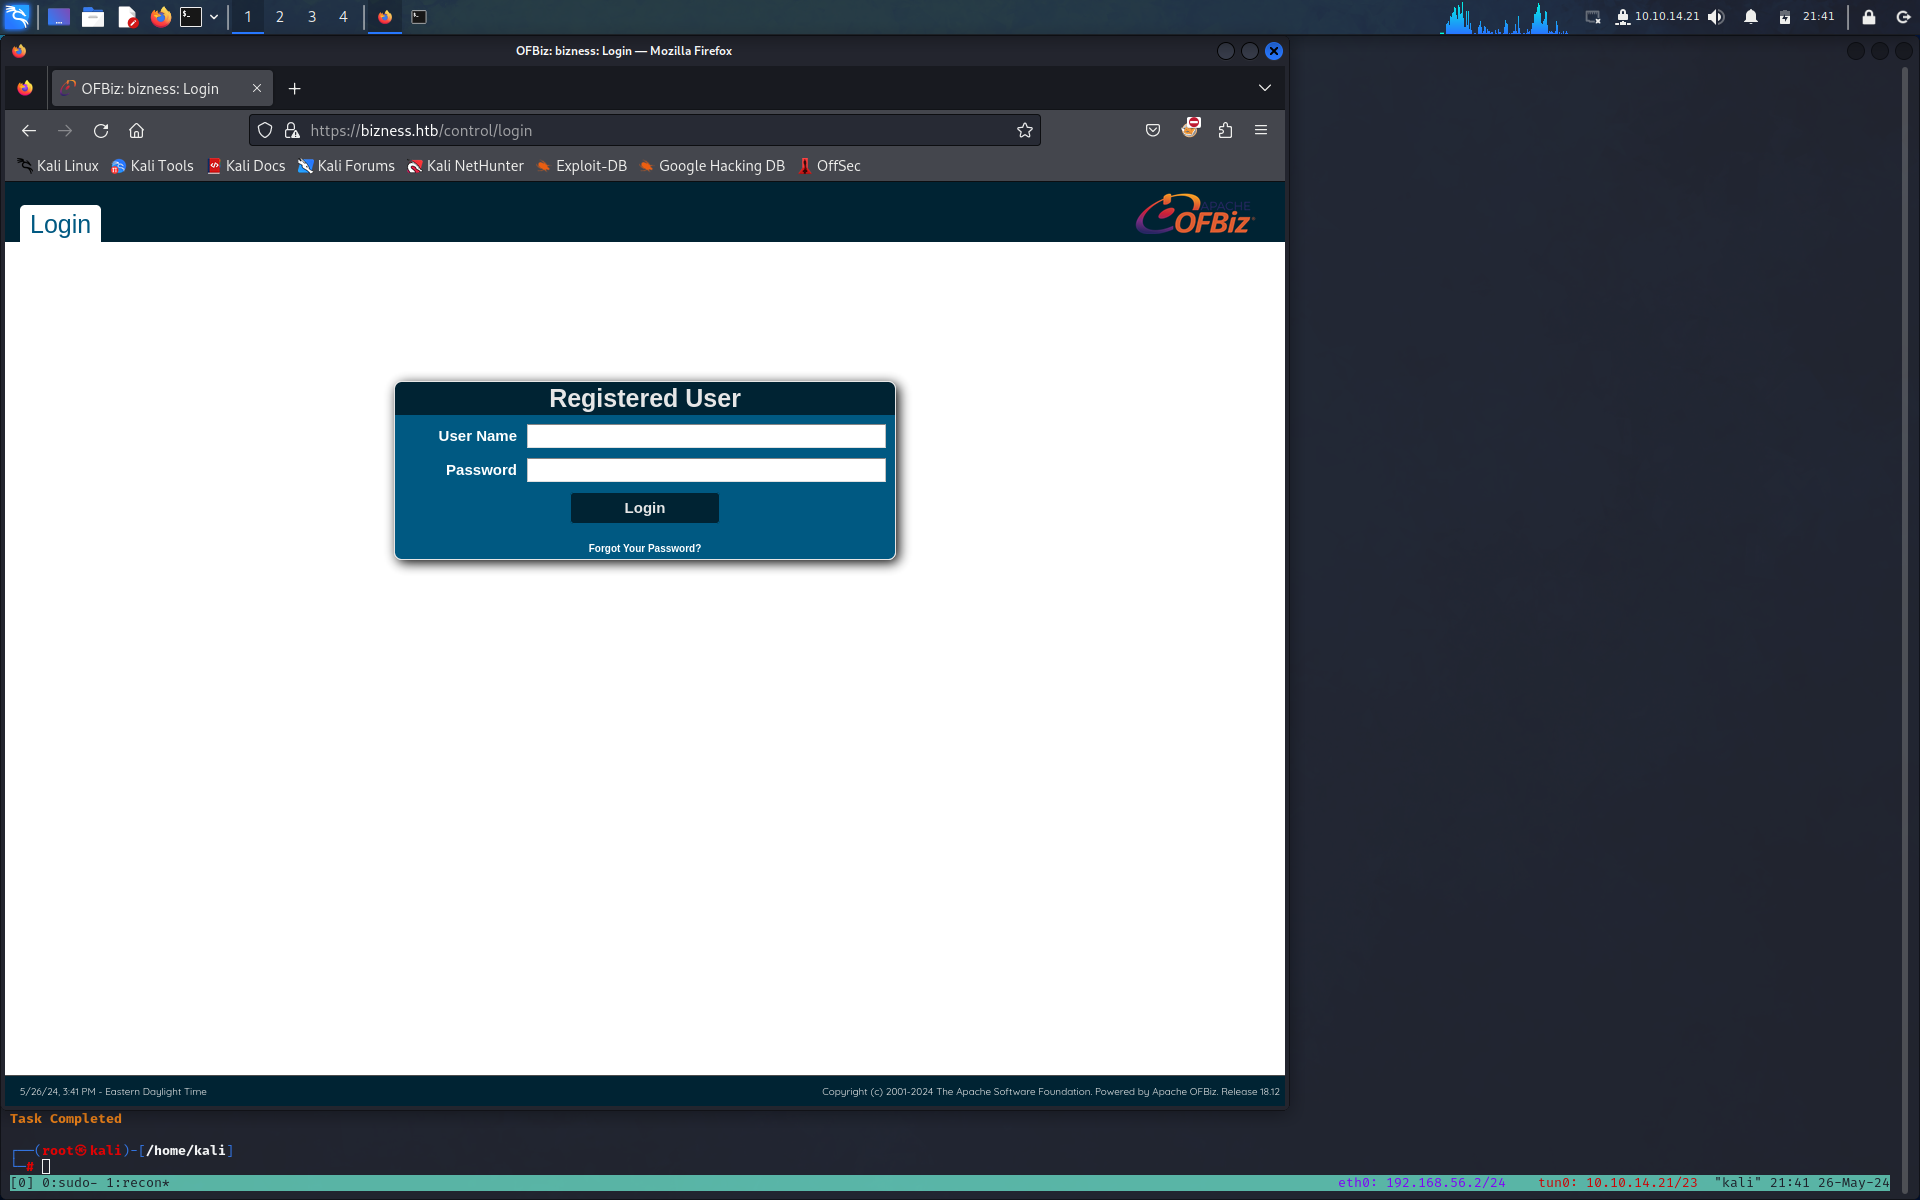 1 2 3 4 10.10.14.21 21:41
OFBiz: bizness: Login — Mozilla Firefox
OFBiz: bizness: Login
https://bizness.htb/control/login
Kali Linux Kali Tools Kali Docs Kali Forums Kali NetHunter Exploit-DB Google Hacking DB OffSec
Login
APACHE
OFBiz
Registered User
User Name
Password
Login
Forgot Your Password?
5/26/24, 3:41 PM - Eastern Daylight Time Copyright (c) 2001-2024 The Apache Software Foundation. Powered by Apache OFBiz. Release 18.12
Task Completed
┌──(root㉿kali)-[/home/kali]
└─#
[0] 0:sudo- 1:recon* eth0: 192.168.56.2/24 tun0: 10.10.14.21/23 "kali" 21:41 26-May-24